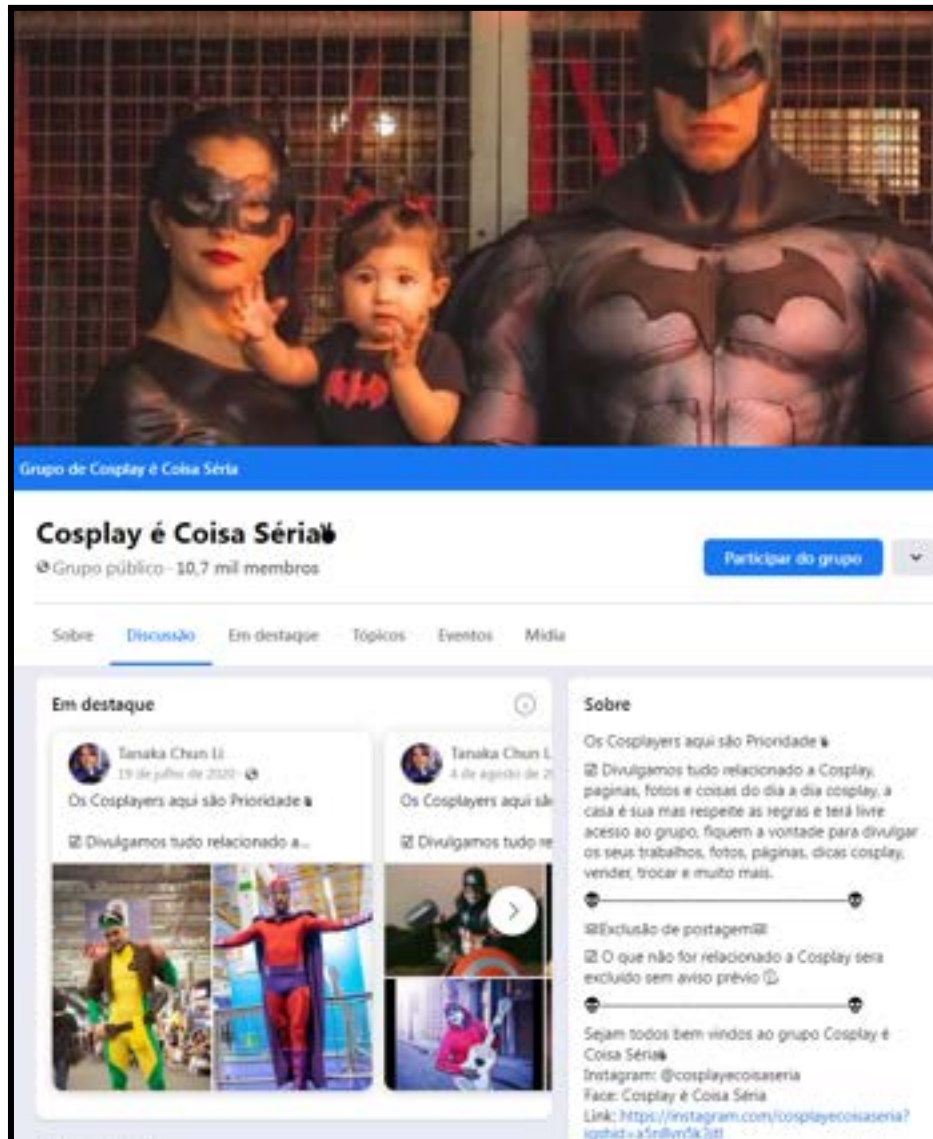 Grupo de Cosplay é Coisa Séria
Cosplay é Coisa Séria
Grupo público · 10,7 mil membros
Participar do grupo
Sobre
Discussão
Em destaque
Tópicos
Eventos
Mídia
Em destaque
Tanaka Chun Li
19 de julho de 2020
Os Cosplayers aqui são Prioridade
Divulgamos tudo relacionado a...
Tanaka Chun L
4 de agosto de 2
Os Cosplayers aqui sã
Divulgamos tudo re
Sobre
Os Cosplayers aqui são Prioridade
Divulgamos tudo relacionado a Cosplay,
paginas, fotos e coisas do dia a dia cosplay, a
casa é sua mas respeite as regras e terá livre
acesso ao grupo, fiquem a vontade para divulgar
os seus trabalhos, fotos, páginas, dicas cosplay,
vender, trocar e muito mais.
Exclusão de postagem
O que não for relacionado a Cosplay sera
excluido sem aviso prévio
Sejam todos bem vindos ao grupo Cosplay é
Coisa Séria
Instagram: @cosplayecoisaseria
Face: Cosplay é Coisa Séria
Link: https://instagram.com/cosplayecoisaseria?